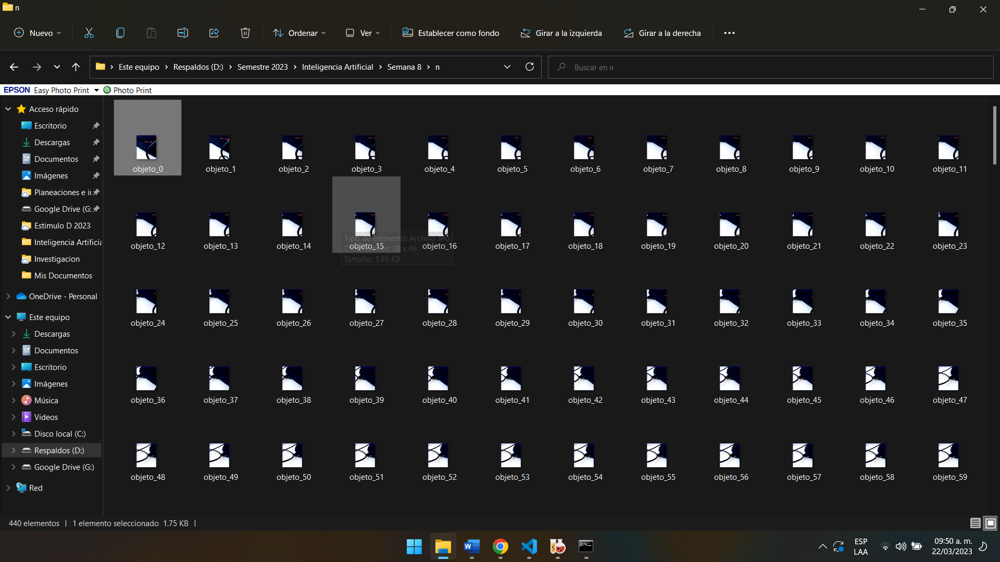 n
Nuevo
Ordenar
Ver
Establecer como fondo
Girar a la izquierda
Girar a la derecha
Este equipo > Respaldos (D:) > Semestre 2023 > Inteligencia Artificial > Semana 8 > n
Buscar en n
EPSON Easy Photo Print Photo Print
Acceso rápido
Escritorio
Descargas
Documentos
Imágenes
Planeaciones e i
Google Drive (G:
Estimulo D 2023
Inteligencia Artificia
Investigacion
Mis Documentos
OneDrive - Personal
Este equipo
Descargas
Documentos
Escritorio
Imágenes
Música
Videos
Disco local (C:)
Respaldos (D:)
Google Drive (G:)
Red
objeto_0 objeto_1 objeto_2 objeto_3 objeto_4 objeto_5 objeto_6 objeto_7 objeto_8 objeto_9 objeto_10 objeto_11
objeto_12 objeto_13 objeto_14 objeto_15 objeto_16 objeto_17 objeto_18 objeto_19 objeto_20 objeto_21 objeto_22 objeto_23
Tipo de elemento: Archivo JPG
Dimensiones: 38 x 46
Tamaño: 1.65 KB
objeto_24 objeto_25 objeto_26 objeto_27 objeto_28 objeto_29 objeto_30 objeto_31 objeto_32 objeto_33 objeto_34 objeto_35
objeto_36 objeto_37 objeto_38 objeto_39 objeto_40 objeto_41 objeto_42 objeto_43 objeto_44 objeto_45 objeto_46 objeto_47
objeto_48 objeto_49 objeto_50 objeto_51 objeto_52 objeto_53 objeto_54 objeto_55 objeto_56 objeto_57 objeto_58 objeto_59
440 elementos
1 elemento seleccionado 1.75 KB
ESP
LAA
09:50 a. m.
22/03/2023